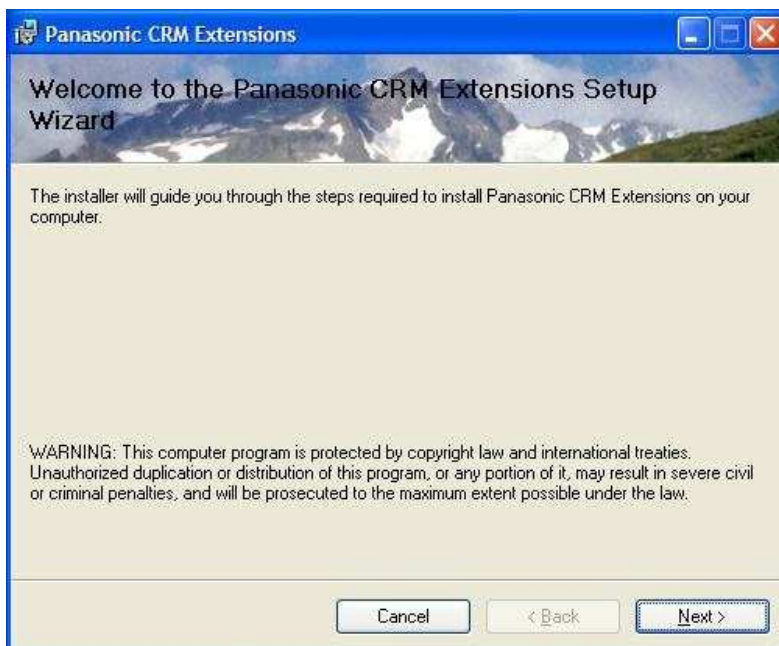 Panasonic CRM Extensions
Welcome to the Panasonic CRM Extensions Setup
Wizard
The installer will guide you through the steps required to install Panasonic CRM Extensions on your
computer.
WARNING: This computer program is protected by copyright law and international treaties.
Unauthorized duplication or distribution of this program, or any portion of it, may result in severe civil
or criminal penalties, and will be prosecuted to the maximum extent possible under the law.
Cancel < Back Next >